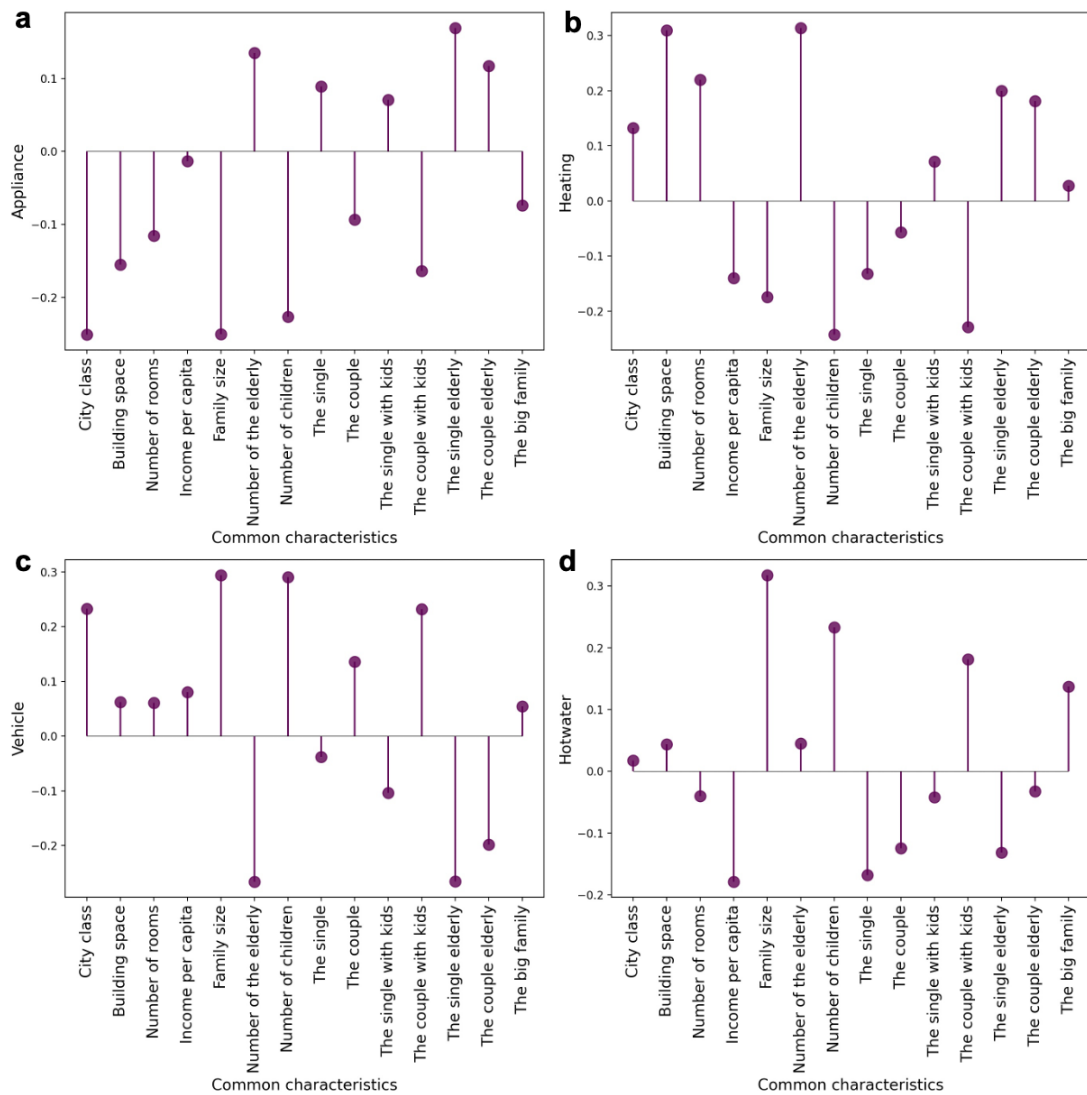 a
Appliance
0.1
0.0
−0.1
−0.2
City class
Building space
Number of rooms
Income per capita
Family size
Number of the elderly
Number of children
The single
The couple
The single with kids
The couple with kids
The single elderly
The couple elderly
The big family
Common characteristics
b
Heating
0.3
0.2
0.1
0.0
−0.1
−0.2
City class
Building space
Number of rooms
Income per capita
Family size
Number of the elderly
Number of children
The single
The couple
The single with kids
The couple with kids
The single elderly
The couple elderly
The big family
Common characteristics
c
Vehicle
0.3
0.2
0.1
0.0
−0.1
−0.2
City class
Building space
Number of rooms
Income per capita
Family size
Number of the elderly
Number of children
The single
The couple
The single with kids
The couple with kids
The single elderly
The couple elderly
The big family
Common characteristics
d
Hotwater
0.3
0.2
0.1
0.0
−0.1
−0.2
City class
Building space
Number of rooms
Income per capita
Family size
Number of the elderly
Number of children
The single
The couple
The single with kids
The couple with kids
The single elderly
The couple elderly
The big family
Common characteristics